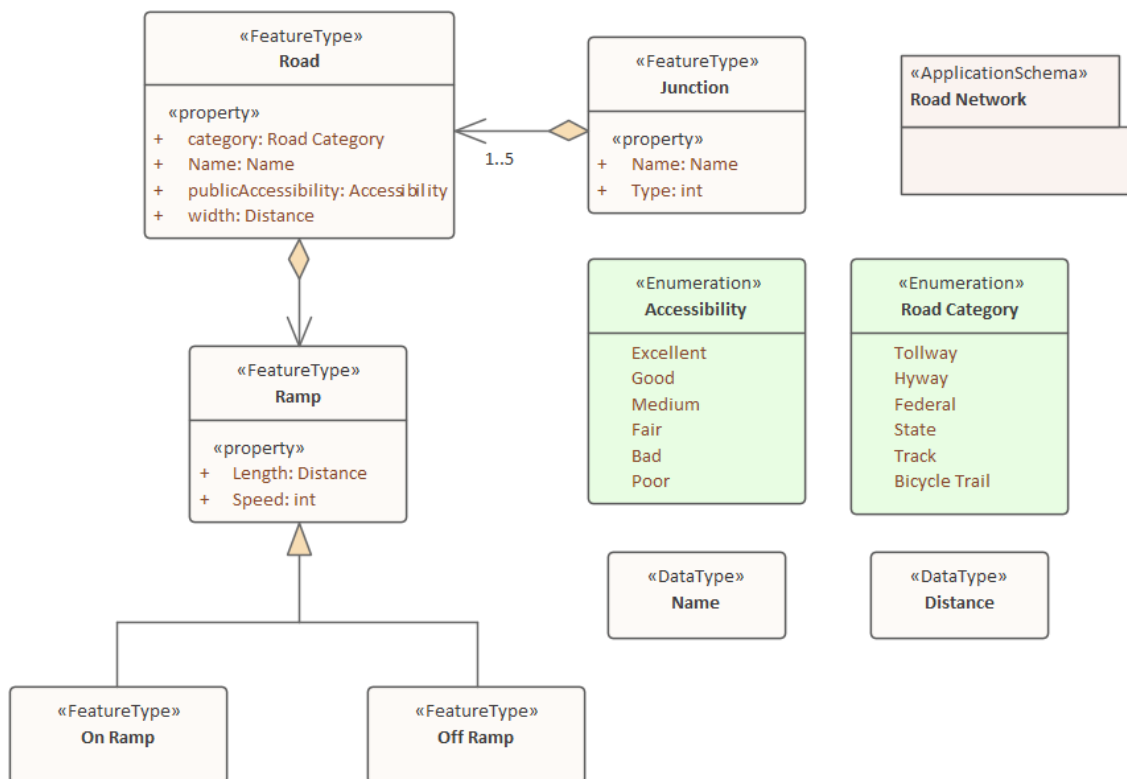 «FeatureType»
Road
«property»
+ category: Road Category
+ Name: Name
+ publicAccessibility: Accessibility
+ width: Distance
«FeatureType»
Junction
«property»
+ Name: Name
+ Type: int
1..5
«ApplicationSchema»
Road Network
«FeatureType»
Ramp
«property»
+ Length: Distance
+ Speed: int
«Enumeration»
Accessibility
Excellent
Good
Medium
Fair
Bad
Poor
«Enumeration»
Road Category
Tollway
Hyway
Federal
State
Track
Bicycle Trail
«DataType»
Name
«DataType»
Distance
«FeatureType»
On Ramp
«FeatureType»
Off Ramp